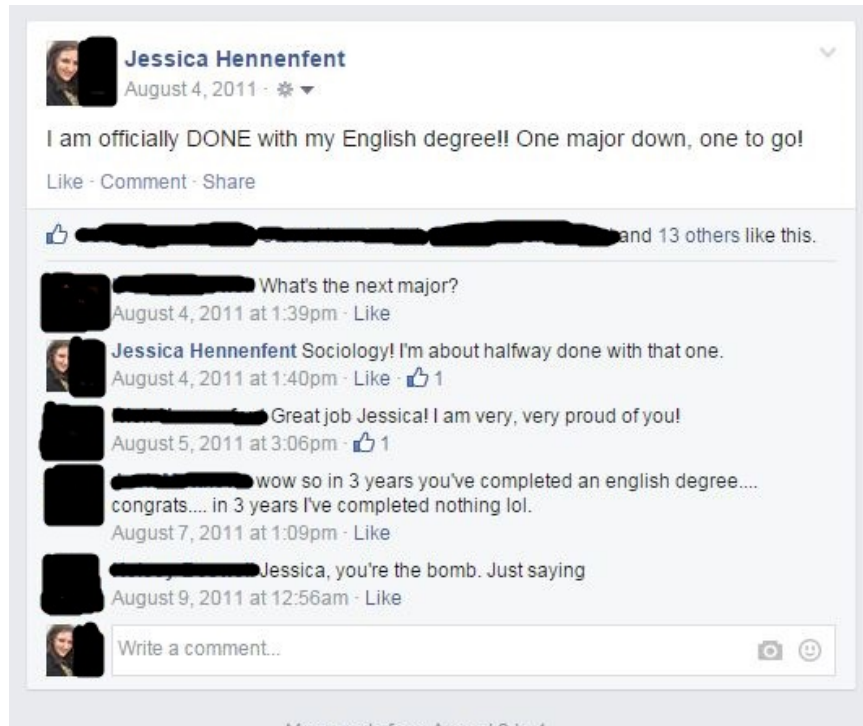 Jessica Hennenfent
August 4, 2011 ·
I am officially DONE with my English degree!! One major down, one to go!
Like · Comment · Share
and 13 others like this.
What's the next major?
August 4, 2011 at 1:39pm · Like
Jessica Hennenfent Sociology! I'm about halfway done with that one.
August 4, 2011 at 1:40pm · Like · 1
Great job Jessica! I am very, very proud of you!
August 5, 2011 at 3:06pm · 1
wow so in 3 years you've completed an english degree....
congrats.... in 3 years I've completed nothing lol.
August 7, 2011 at 1:09pm · Like
Jessica, you're the bomb. Just saying
August 9, 2011 at 12:56am · Like
Write a comment...